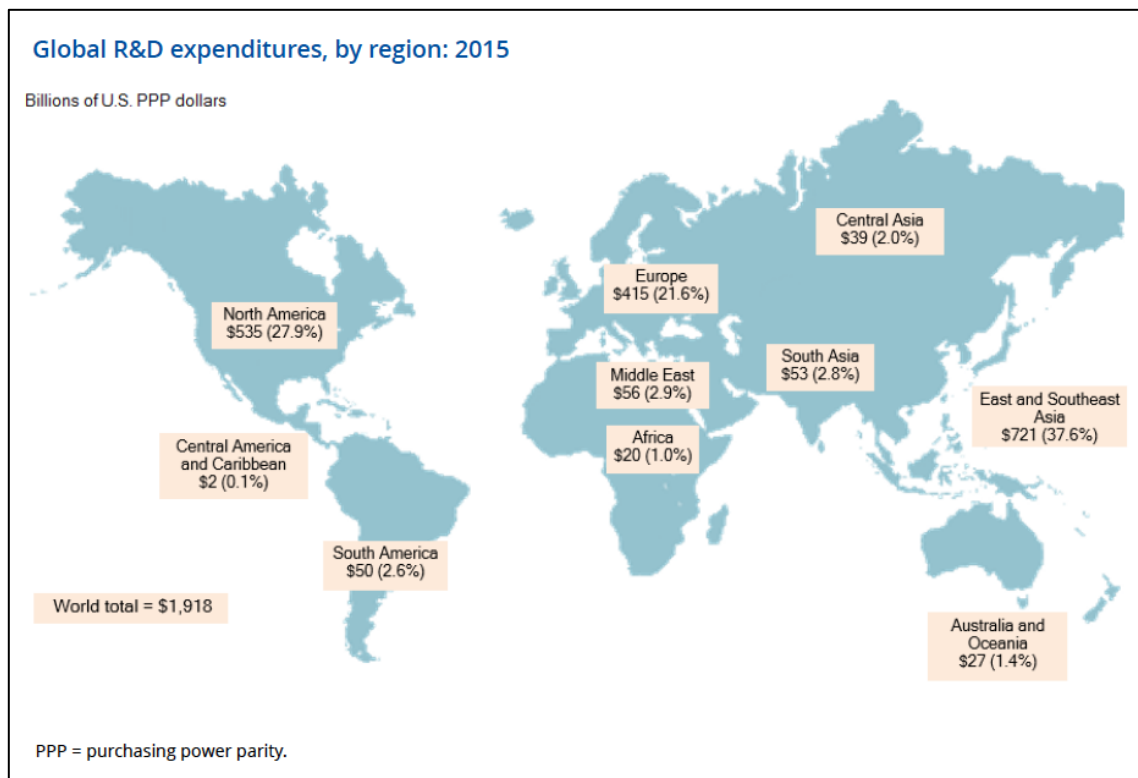 Global R&D expenditures, by region: 2015
Billions of U.S. PPP dollars
Central Asia
$39 (2.0%)
Europe
$415 (21.6%)
North America
$535 (27.9%)
South Asia
$53 (2.8%)
Middle East
$56 (2.9%)
East and Southeast
Asia
$721 (37.6%)
Africa
$20 (1.0%)
Central America
and Caribbean
$2 (0.1%)
South America
$50 (2.6%)
World total = $1,918
Australia and
Oceania
$27 (1.4%)
PPP = purchasing power parity.